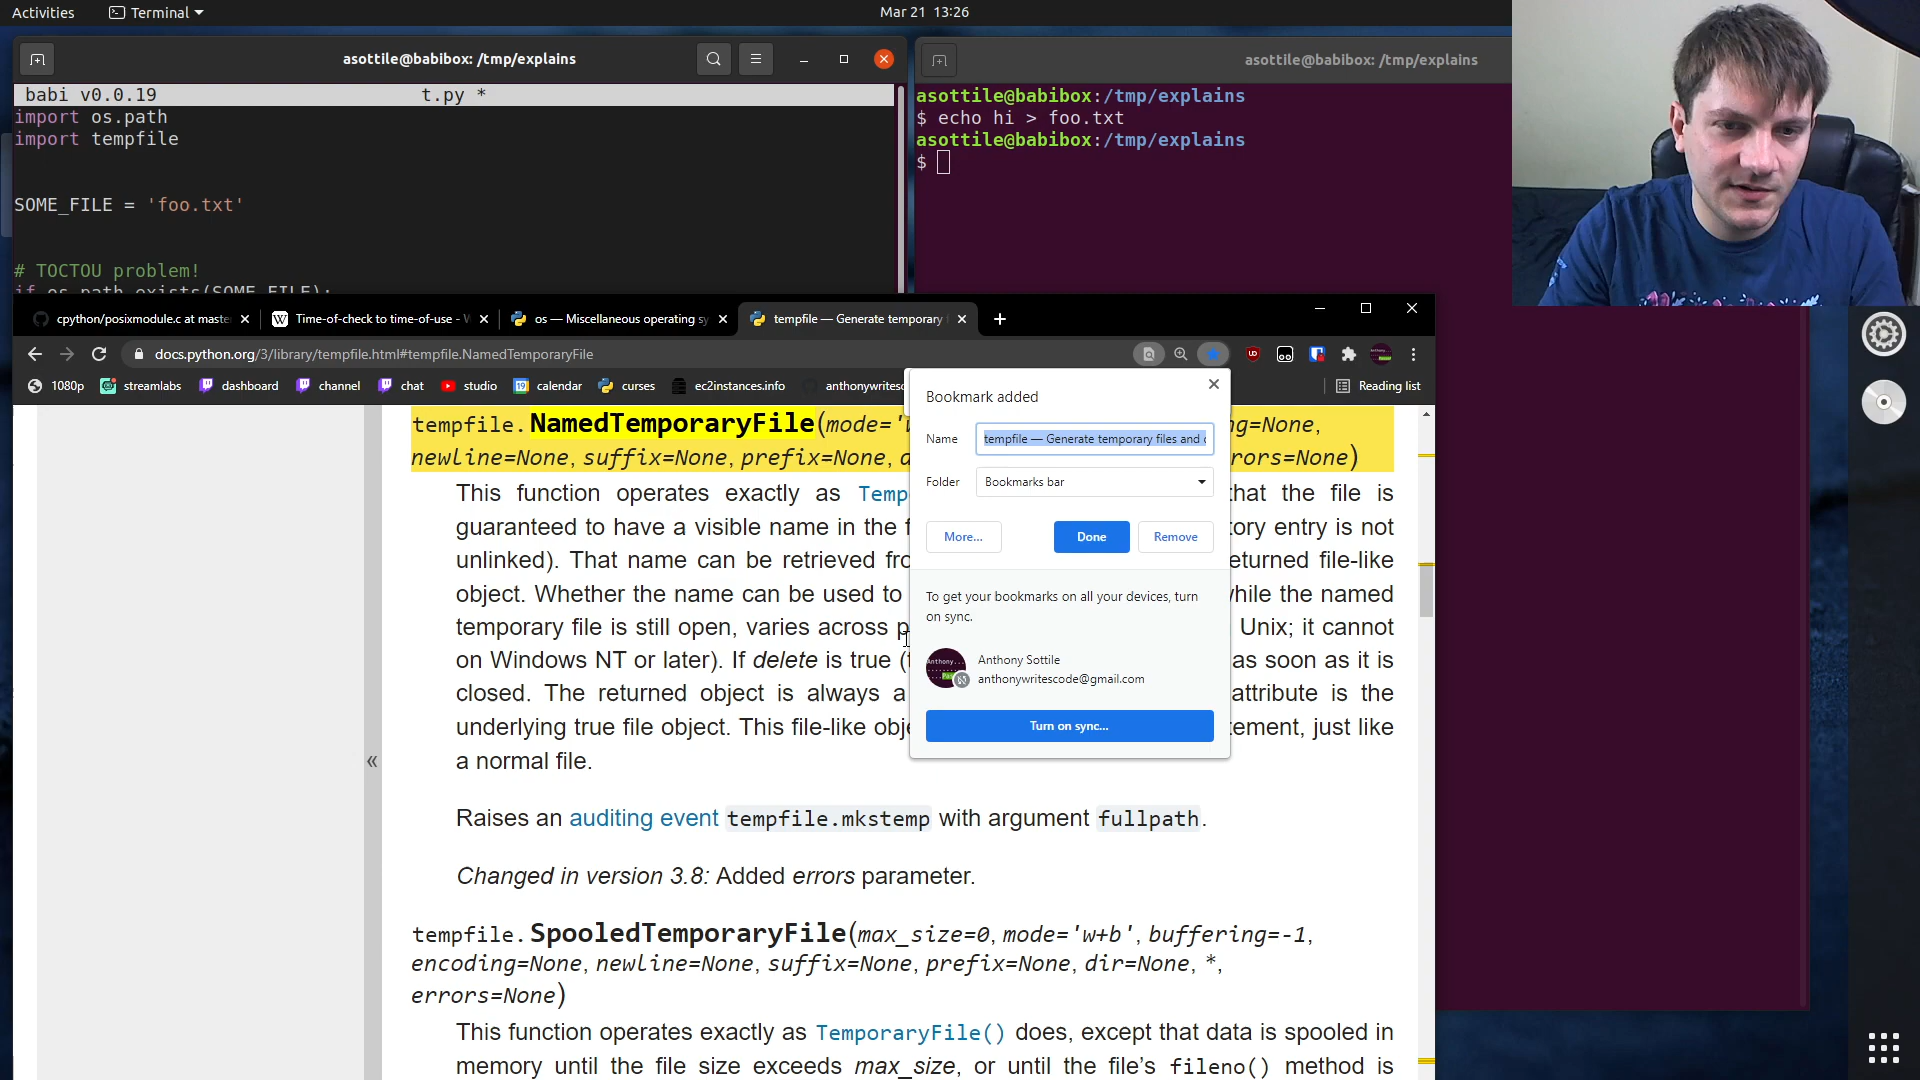 Activities
Terminal
Mar 21 13:26
asottile@babibox: /tmp/explains
babi v0.0.19 t.py *
import os.path
import tempfile
SOME_FILE = 'foo.txt'
# TOCTOU problem!
if os.path.exists(SOME_FILE):
asottile@babibox: /tmp/explains
asottile@babibox:/tmp/explains
$ echo hi > foo.txt
asottile@babibox:/tmp/explains
$
cpython/posixmodule.c at maste
Time-of-check to time-of-use - 
os — Miscellaneous operating sy
tempfile — Generate temporary
docs.python.org/3/library/tempfile.html#tempfile.NamedTemporaryFile
1080p
streamlabs
dashboard
channel
chat
studio
calendar
curses
ec2instances.info
anthonywritesc
Reading list
tempfile.NamedTemporaryFile(mode='w ng=None,
newline=None, suffix=None, prefix=None, d rors=None)
This function operates exactly as Temp that the file is
guaranteed to have a visible name in the f tory entry is not
unlinked). That name can be retrieved fro eturned file-like
object. Whether the name can be used to while the named
temporary file is still open, varies across p Unix; it cannot
on Windows NT or later). If delete is true ( as soon as it is
closed. The returned object is always a attribute is the
underlying true file object. This file-like obje tement, just like
a normal file.
Raises an auditing event tempfile.mkstemp with argument fullpath.
Changed in version 3.8: Added errors parameter.
tempfile.SpooledTemporaryFile(max_size=0, mode='w+b', buffering=-1,
encoding=None, newline=None, suffix=None, prefix=None, dir=None, *,
errors=None)
This function operates exactly as TemporaryFile() does, except that data is spooled in
memory until the file size exceeds max_size, or until the file's fileno() method is
«
Bookmark added
Name
tempfile — Generate temporary files and
Folder
Bookmarks bar
More...
Done
Remove
To get your bookmarks on all your devices, turn
on sync.
Anthony Sottile
anthonywritescode@gmail.com
Turn on sync...